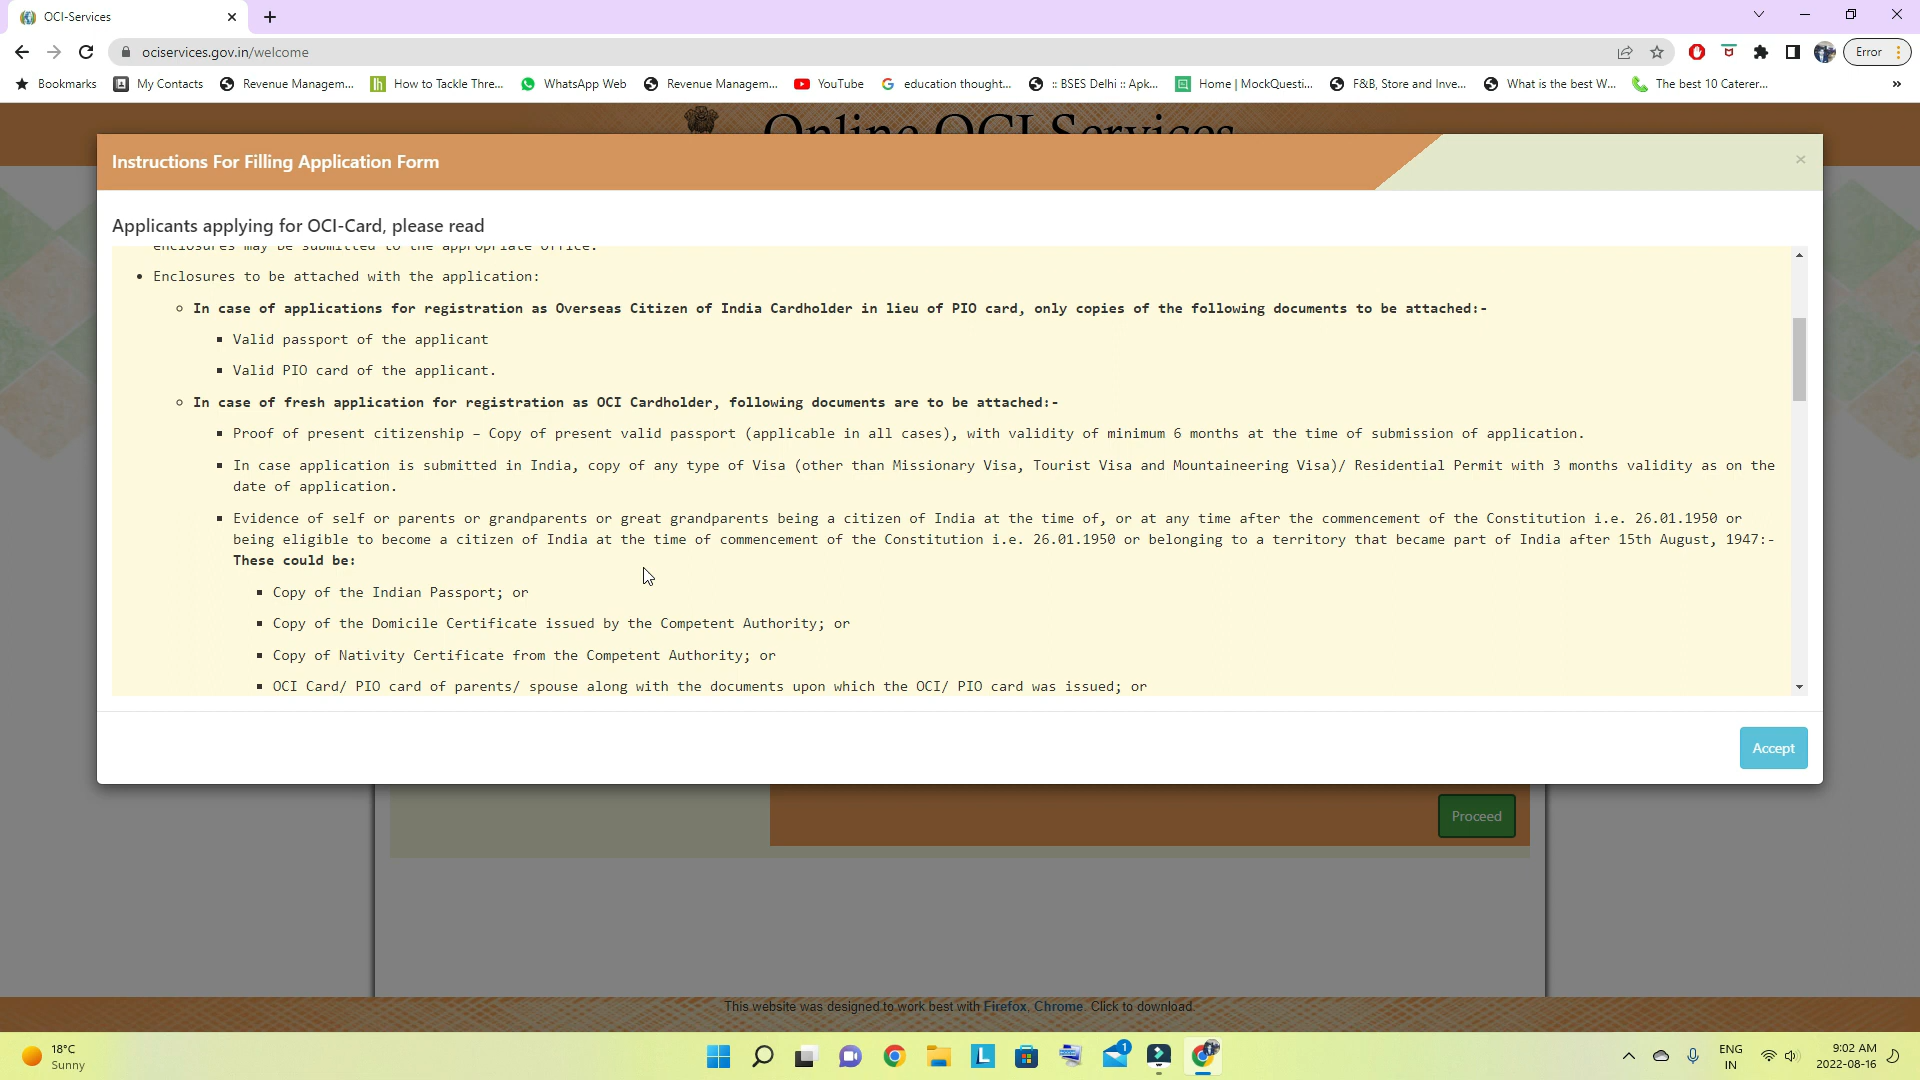 OCI-Services
ociservices.gov.in/welcome
Error
Bookmarks My Contacts Revenue Managem... How to Tackle Thre... WhatsApp Web Revenue Managem... YouTube education thought... :: BSES Delhi :: Apk... Home | MockQuesti... F&B, Store and Inve... What is the best W... The best 10 Caterer... »
Online OCI Services
Instructions For Filling Application Form
×
Applicants applying for OCI-Card, please read
enclosures may be submitted to the appropriate office.
• Enclosures to be attached with the application:
In case of applications for registration as Overseas Citizen of India Cardholder in lieu of PIO card, only copies of the following documents to be attached:-
▪ Valid passport of the applicant
▪ Valid PIO card of the applicant.
In case of fresh application for registration as OCI Cardholder, following documents are to be attached:-
▪ Proof of present citizenship – Copy of present valid passport (applicable in all cases), with validity of minimum 6 months at the time of submission of application.
▪ In case application is submitted in India, copy of any type of Visa (other than Missionary Visa, Tourist Visa and Mountaineering Visa)/ Residential Permit with 3 months validity as on the
date of application.
▪ Evidence of self or parents or grandparents or great grandparents being a citizen of India at the time of, or at any time after the commencement of the Constitution i.e. 26.01.1950 or
being eligible to become a citizen of India at the time of commencement of the Constitution i.e. 26.01.1950 or belonging to a territory that became part of India after 15th August, 1947:-
These could be:
▪ Copy of the Indian Passport; or
▪ Copy of the Domicile Certificate issued by the Competent Authority; or
▪ Copy of Nativity Certificate from the Competent Authority; or
▪ OCI Card/ PIO card of parents/ spouse along with the documents upon which the OCI/ PIO card was issued; or
Accept
Proceed
This website was designed to work best with Firefox, Chrome. Click to download.
18°C
Sunny
1
ENG
IN
9:02 AM
2022-08-16